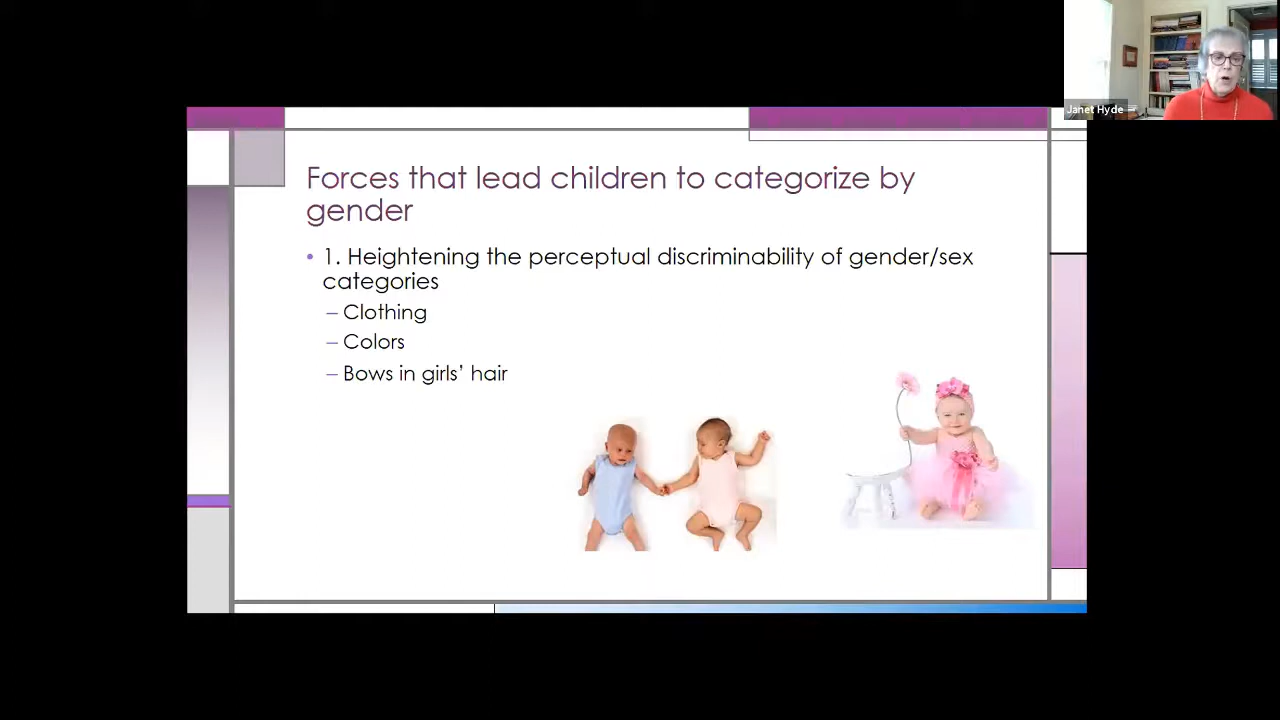 Janet Hyde
Forces that lead children to categorize by
gender
• 1. Heightening the perceptual discriminability of gender/sex
categories
– Clothing
– Colors
– Bows in girls’ hair